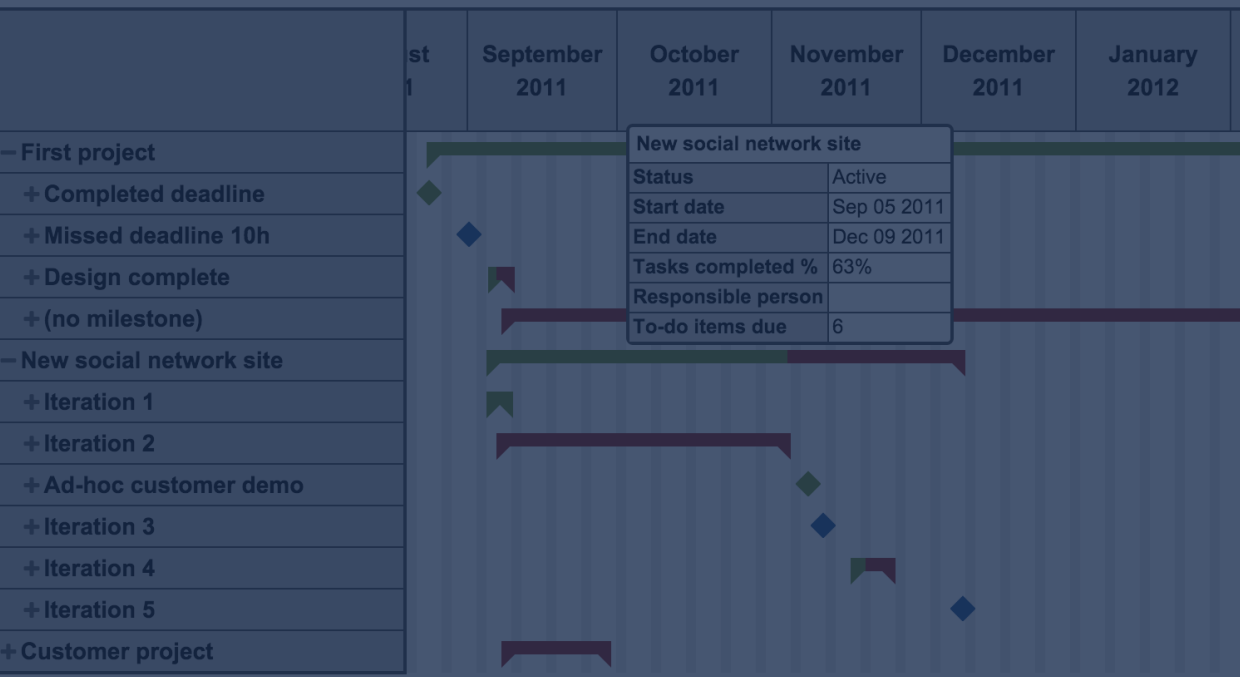 st
1
September
2011
October
2011
November
2011
December
2011
January
2012
First project
Completed deadline
Missed deadline 10h
Design complete
(no milestone)
New social network site
Iteration 1
Iteration 2
Ad-hoc customer demo
Iteration 3
Iteration 4
Iteration 5
Customer project
New social network site
Status Active
Start date Sep 05 2011
End date Dec 09 2011
Tasks completed % 63%
Responsible person
To-do items due 6